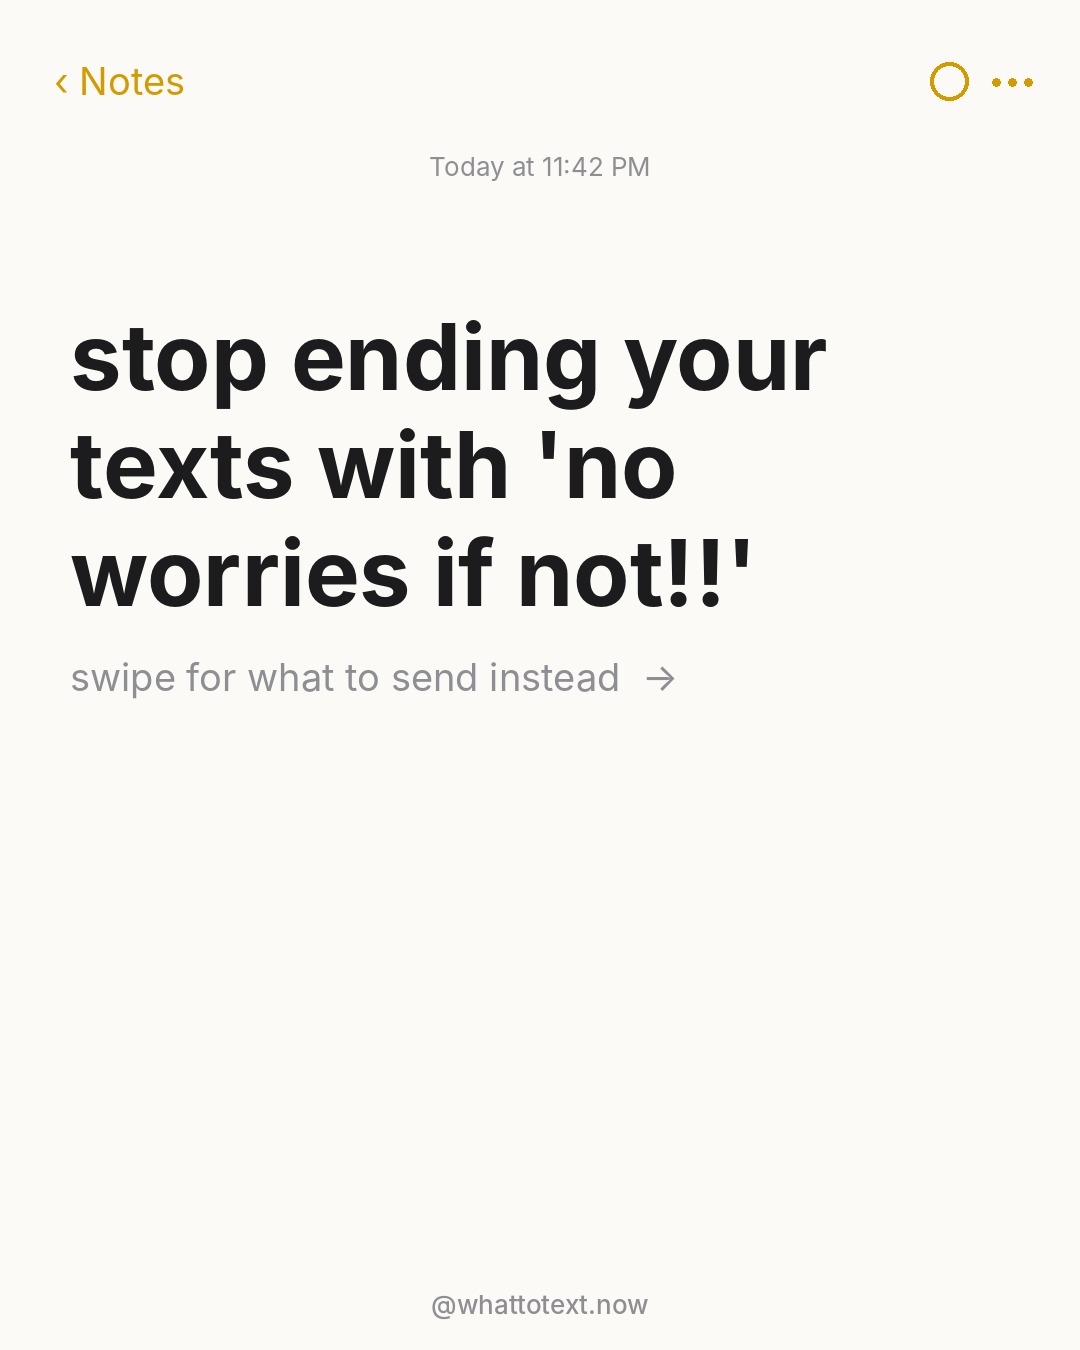 ‹ Notes
Today at 11:42 PM
stop ending your
texts with 'no
worries if not!!'
swipe for what to send instead →
@whattotext.now